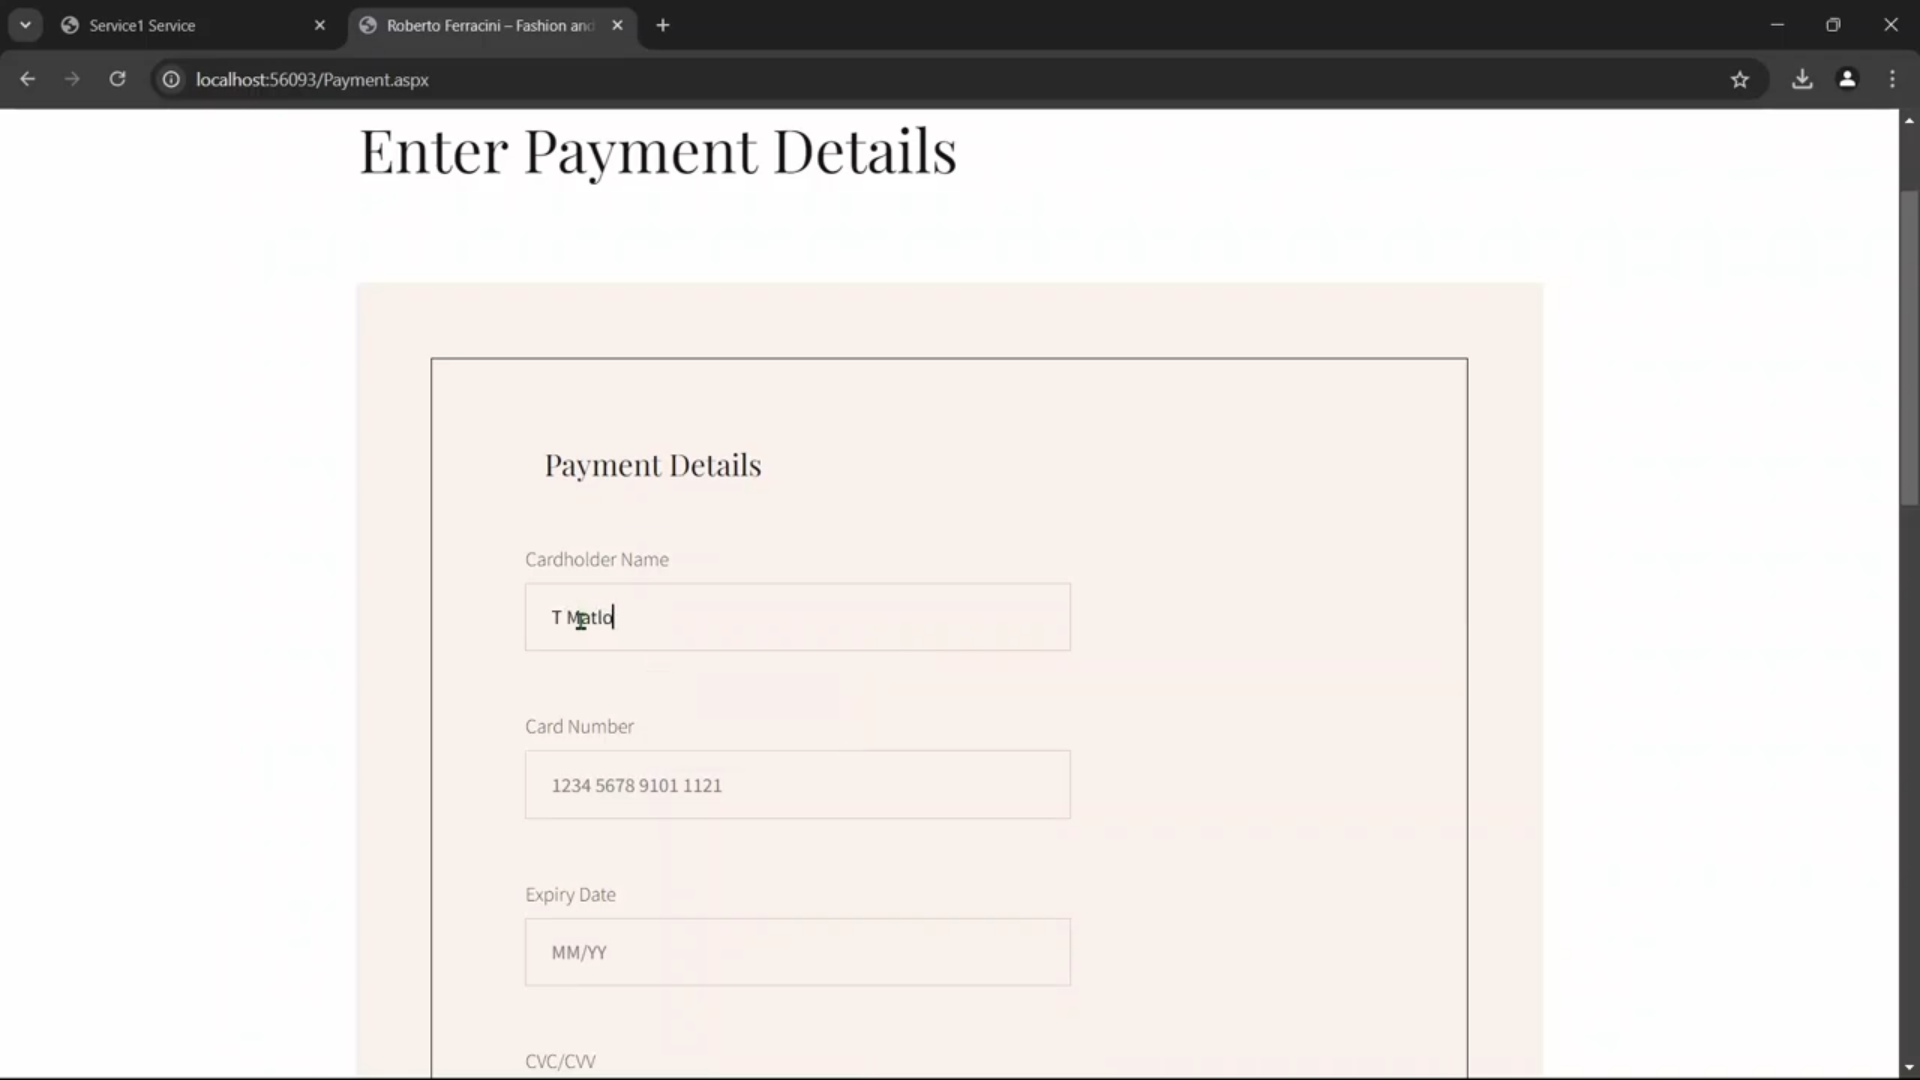 Service1 Service
Roberto Ferracini – Fashion and
localhost:56093/Payment.aspx
Enter Payment Details
Payment Details
Cardholder Name
T Matlo
Card Number
1234 5678 9101 1121
Expiry Date
MM/YY
CVC/CVV